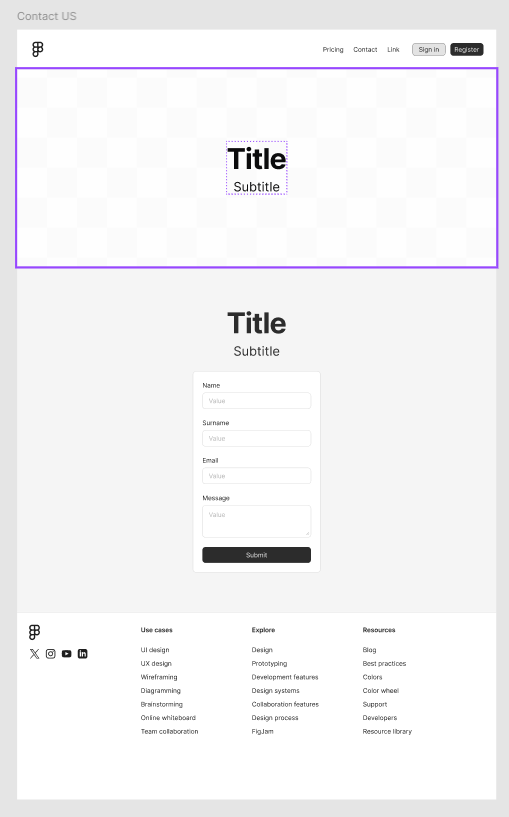 Contact US
Pricing Contact Link Sign in Register
Title
Subtitle
Title
Subtitle
Name
Value
Surname
Value
Email
Value
Message
Value
Submit
Use cases
UI design
UX design
Wireframing
Diagramming
Brainstorming
Online whiteboard
Team collaboration
Explore
Design
Prototyping
Development features
Design systems
Collaboration features
Design process
FigJam
Resources
Blog
Best practices
Colors
Color wheel
Support
Developers
Resource library